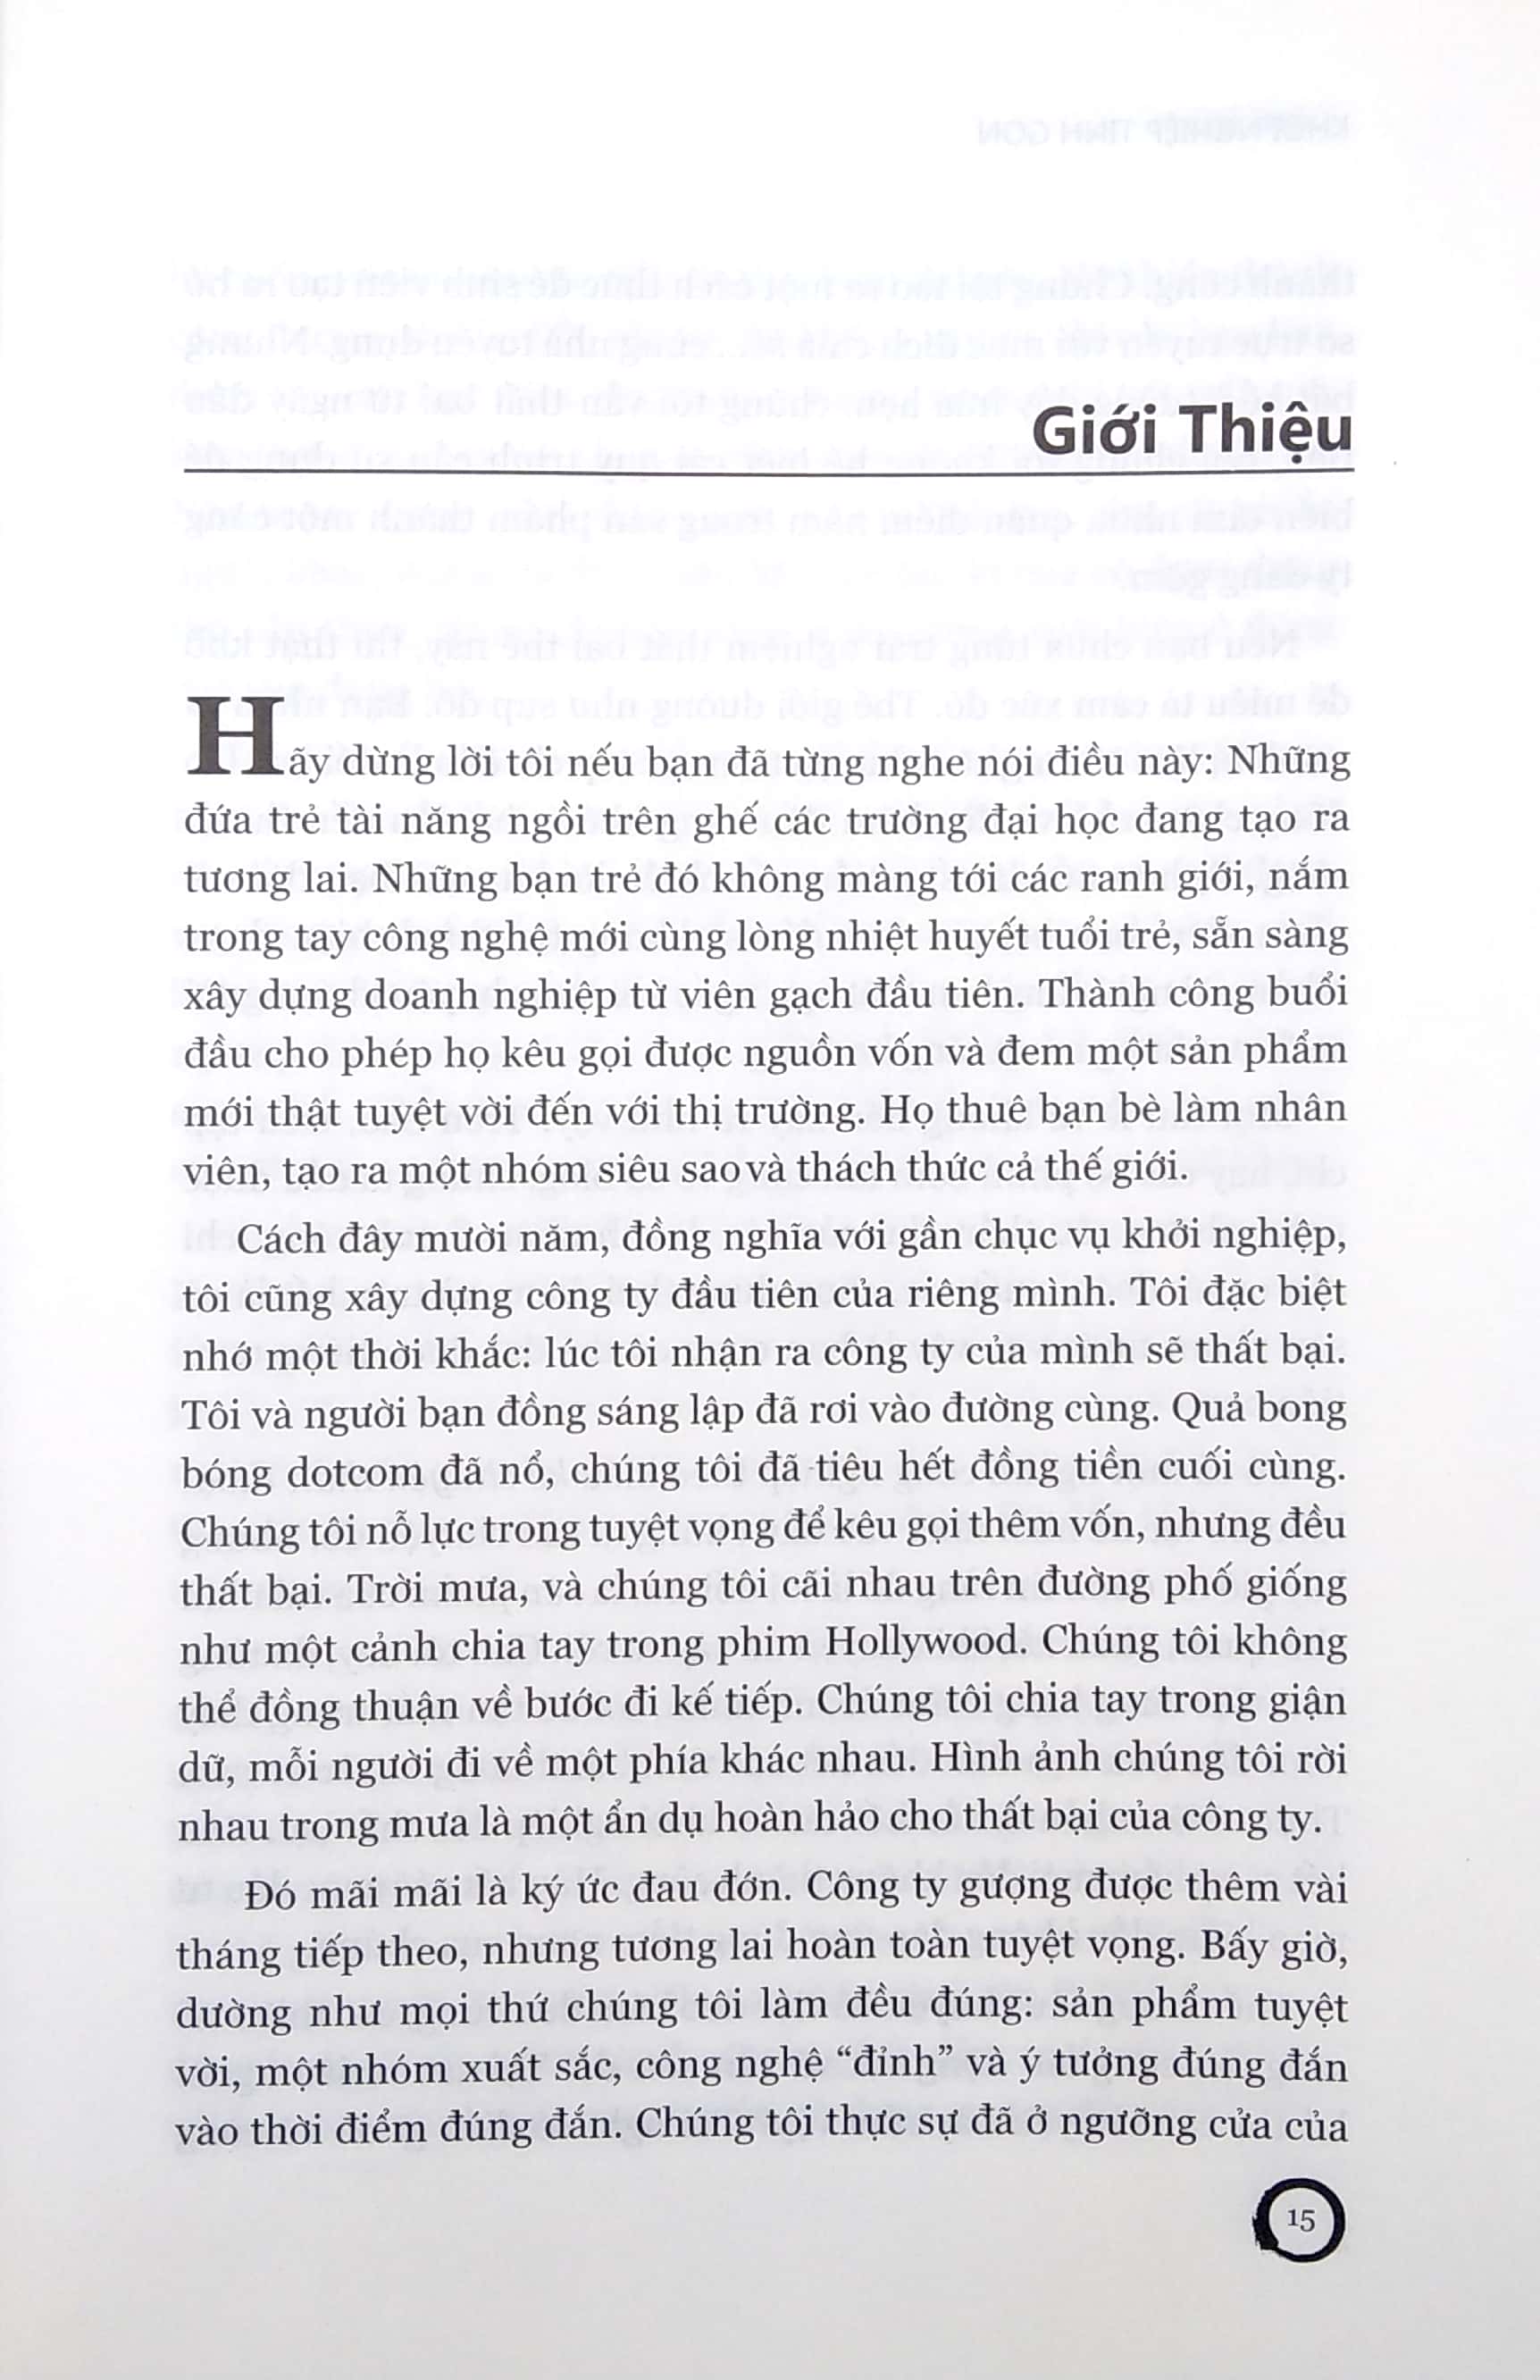 Giới Thiệu
Hãy dừng lời tôi nếu bạn đã từng nghe nói điều này: Những
đứa trẻ tài năng ngồi trên ghế các trường đại học đang tạo ra
tương lai. Những bạn trẻ đó không màng tới các ranh giới, nắm
trong tay công nghệ mới cùng lòng nhiệt huyết tuổi trẻ, sẵn sàng
xây dựng doanh nghiệp từ viên gạch đầu tiên. Thành công buổi
đầu cho phép họ kêu gọi được nguồn vốn và đem một sản phẩm
mới thật tuyệt vời đến với thị trường. Họ thuê bạn bè làm nhân
viên, tạo ra một nhóm siêu sao và thách thức cả thế giới.
Cách đây mười năm, đồng nghĩa với gần chục vụ khởi nghiệp,
tôi cũng xây dựng công ty đầu tiên của riêng mình. Tôi đặc biệt
nhớ một thời khắc: lúc tôi nhận ra công ty của mình sẽ thất bại.
Tôi và người bạn đồng sáng lập đã rơi vào đường cùng. Quả bong
bóng dotcom đã nổ, chúng tôi đã tiêu hết đồng tiền cuối cùng.
Chúng tôi nỗ lực trong tuyệt vọng để kêu gọi thêm vốn, nhưng đều
thất bại. Trời mưa, và chúng tôi cãi nhau trên đường phố giống
như một cảnh chia tay trong phim Hollywood. Chúng tôi không
thể đồng thuận về bước đi kế tiếp. Chúng tôi chia tay trong giận
dữ, mỗi người đi về một phía khác nhau. Hình ảnh chúng tôi rời
nhau trong mưa là một ẩn dụ hoàn hảo cho thất bại của công ty.
Đó mãi mãi là ký ức đau đớn. Công ty gượng được thêm vài
tháng tiếp theo, nhưng tương lai hoàn toàn tuyệt vọng. Bấy giờ,
dường như mọi thứ chúng tôi làm đều đúng: sản phẩm tuyệt
vời, một nhóm xuất sắc, công nghệ “đỉnh” và ý tưởng đúng đắn
vào thời điểm đúng đắn. Chúng tôi thực sự đã ở ngưỡng cửa của
15